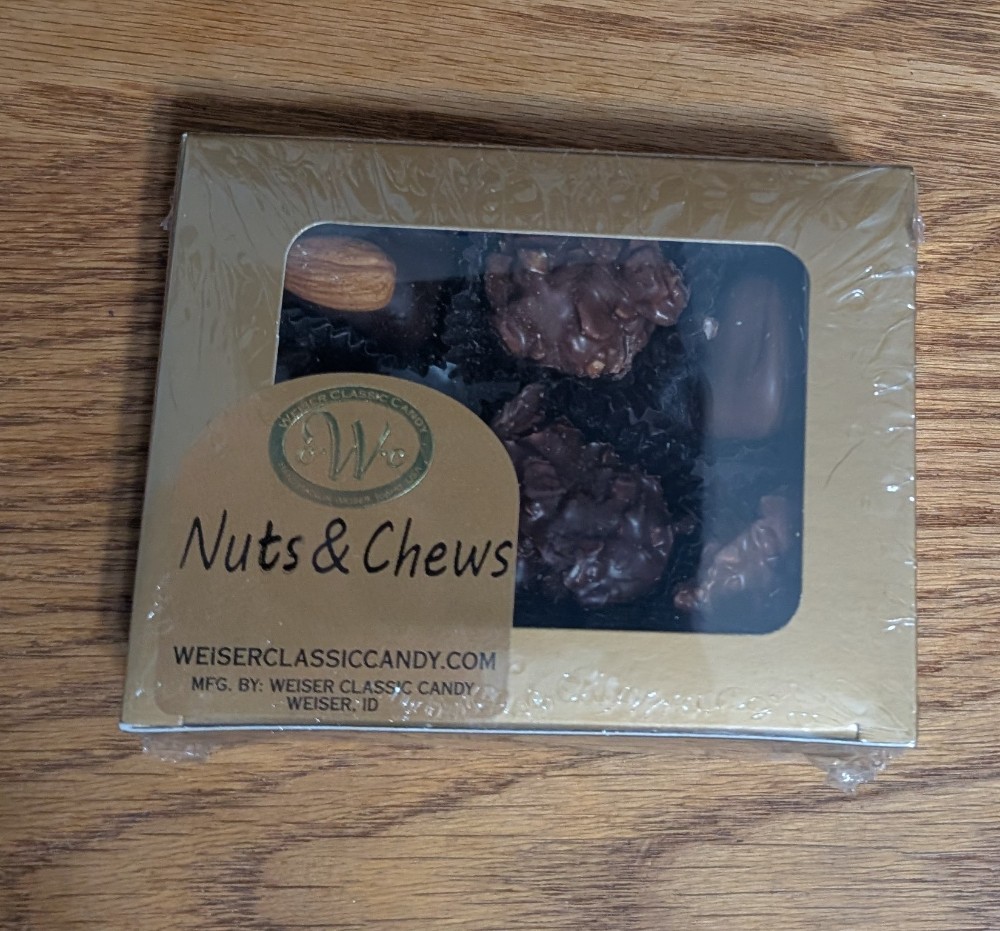 WEISER CLASSIC CANDY
W
Nuts & Chews
WEISERCLASSICCANDY.COM
MFG. BY: WEISER CLASSIC CANDY
WEISER, ID